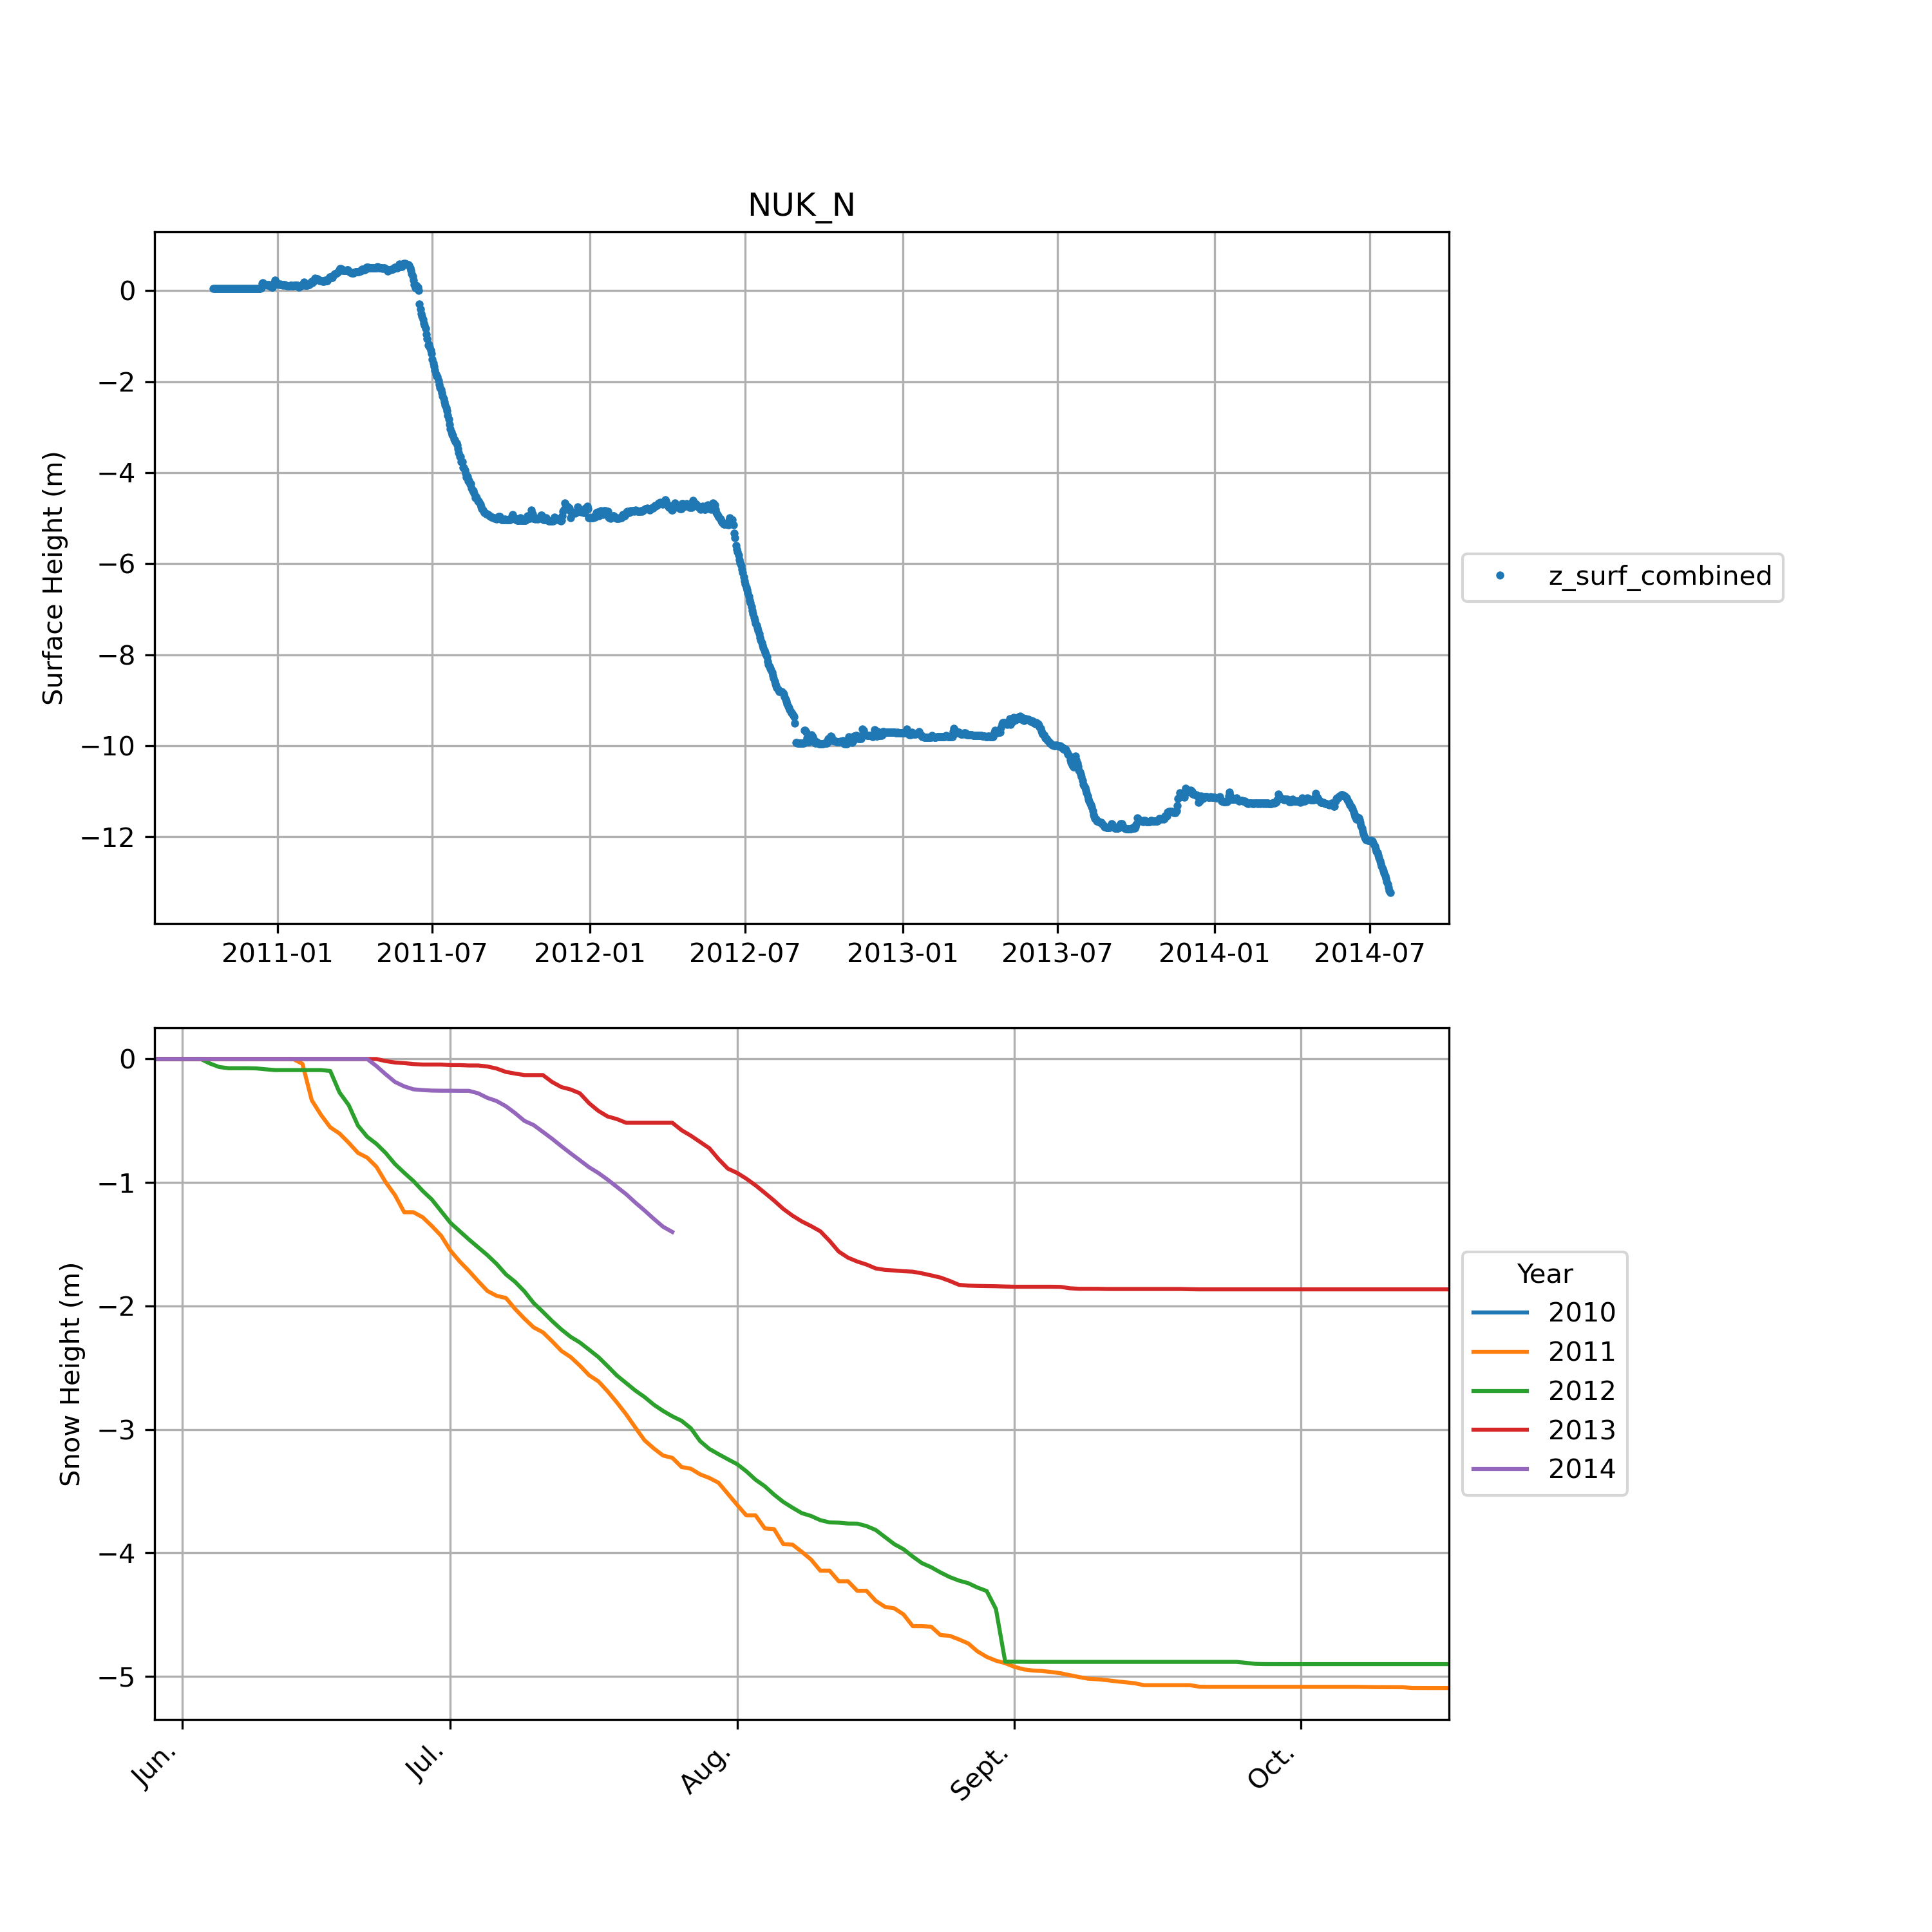 NUK_N
Surface Height (m)
0
−2
−4
−6
−8
−10
−12
2011-01 2011-07 2012-01 2012-07 2013-01 2013-07 2014-01 2014-07
z_surf_combined
Snow Height (m)
0
−1
−2
−3
−4
−5
Jun. Jul. Aug. Sept. Oct.
Year
2010
2011
2012
2013
2014